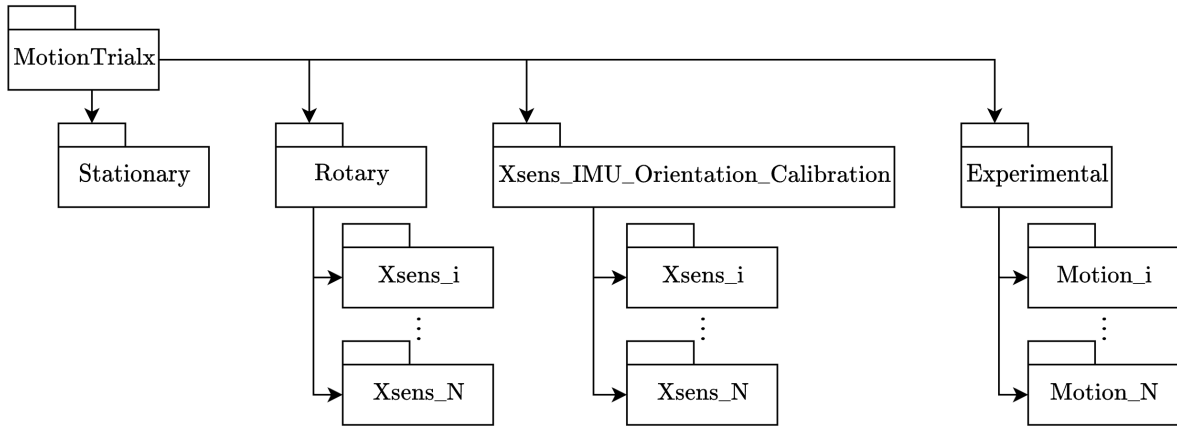 MotionTrialx
Stationary
Rotary
Xsens_IMU_Orientation_Calibration
Experimental
Xsens_i
Xsens_i
Motion_i
⋮
⋮
⋮
Xsens_N
Xsens_N
Motion_N